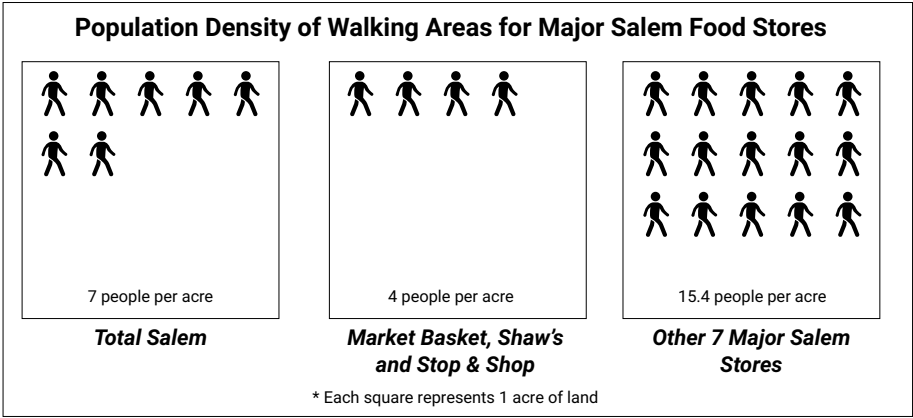 Population Density of Walking Areas for Major Salem Food Stores
7 people per acre
Total Salem
4 people per acre
Market Basket, Shaw's
and Stop & Shop
15.4 people per acre
Other 7 Major Salem
Stores
* Each square represents 1 acre of land